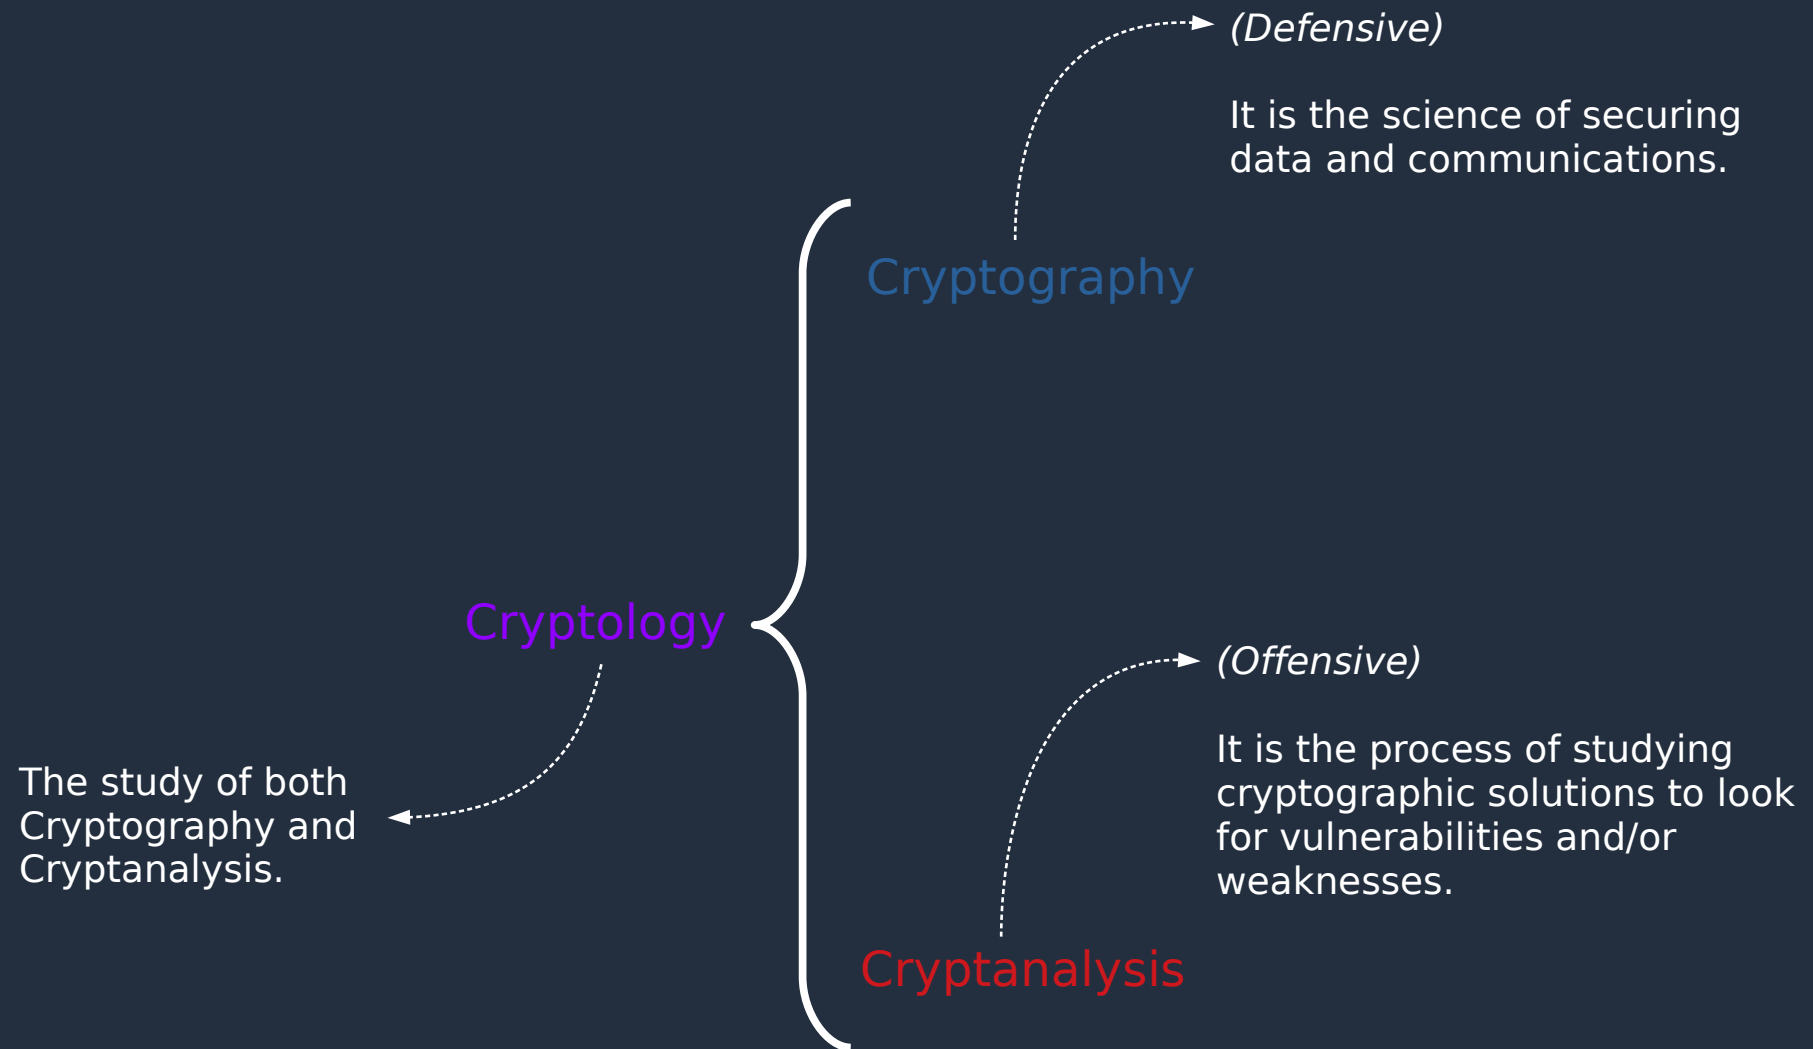 (Defensive)
It is the science of securing
data and communications.
Cryptography
Cryptology
The study of both
Cryptography and
Cryptanalysis.
(Offensive)
It is the process of studying
cryptographic solutions to look
for vulnerabilities and/or
weaknesses.
Cryptanalysis